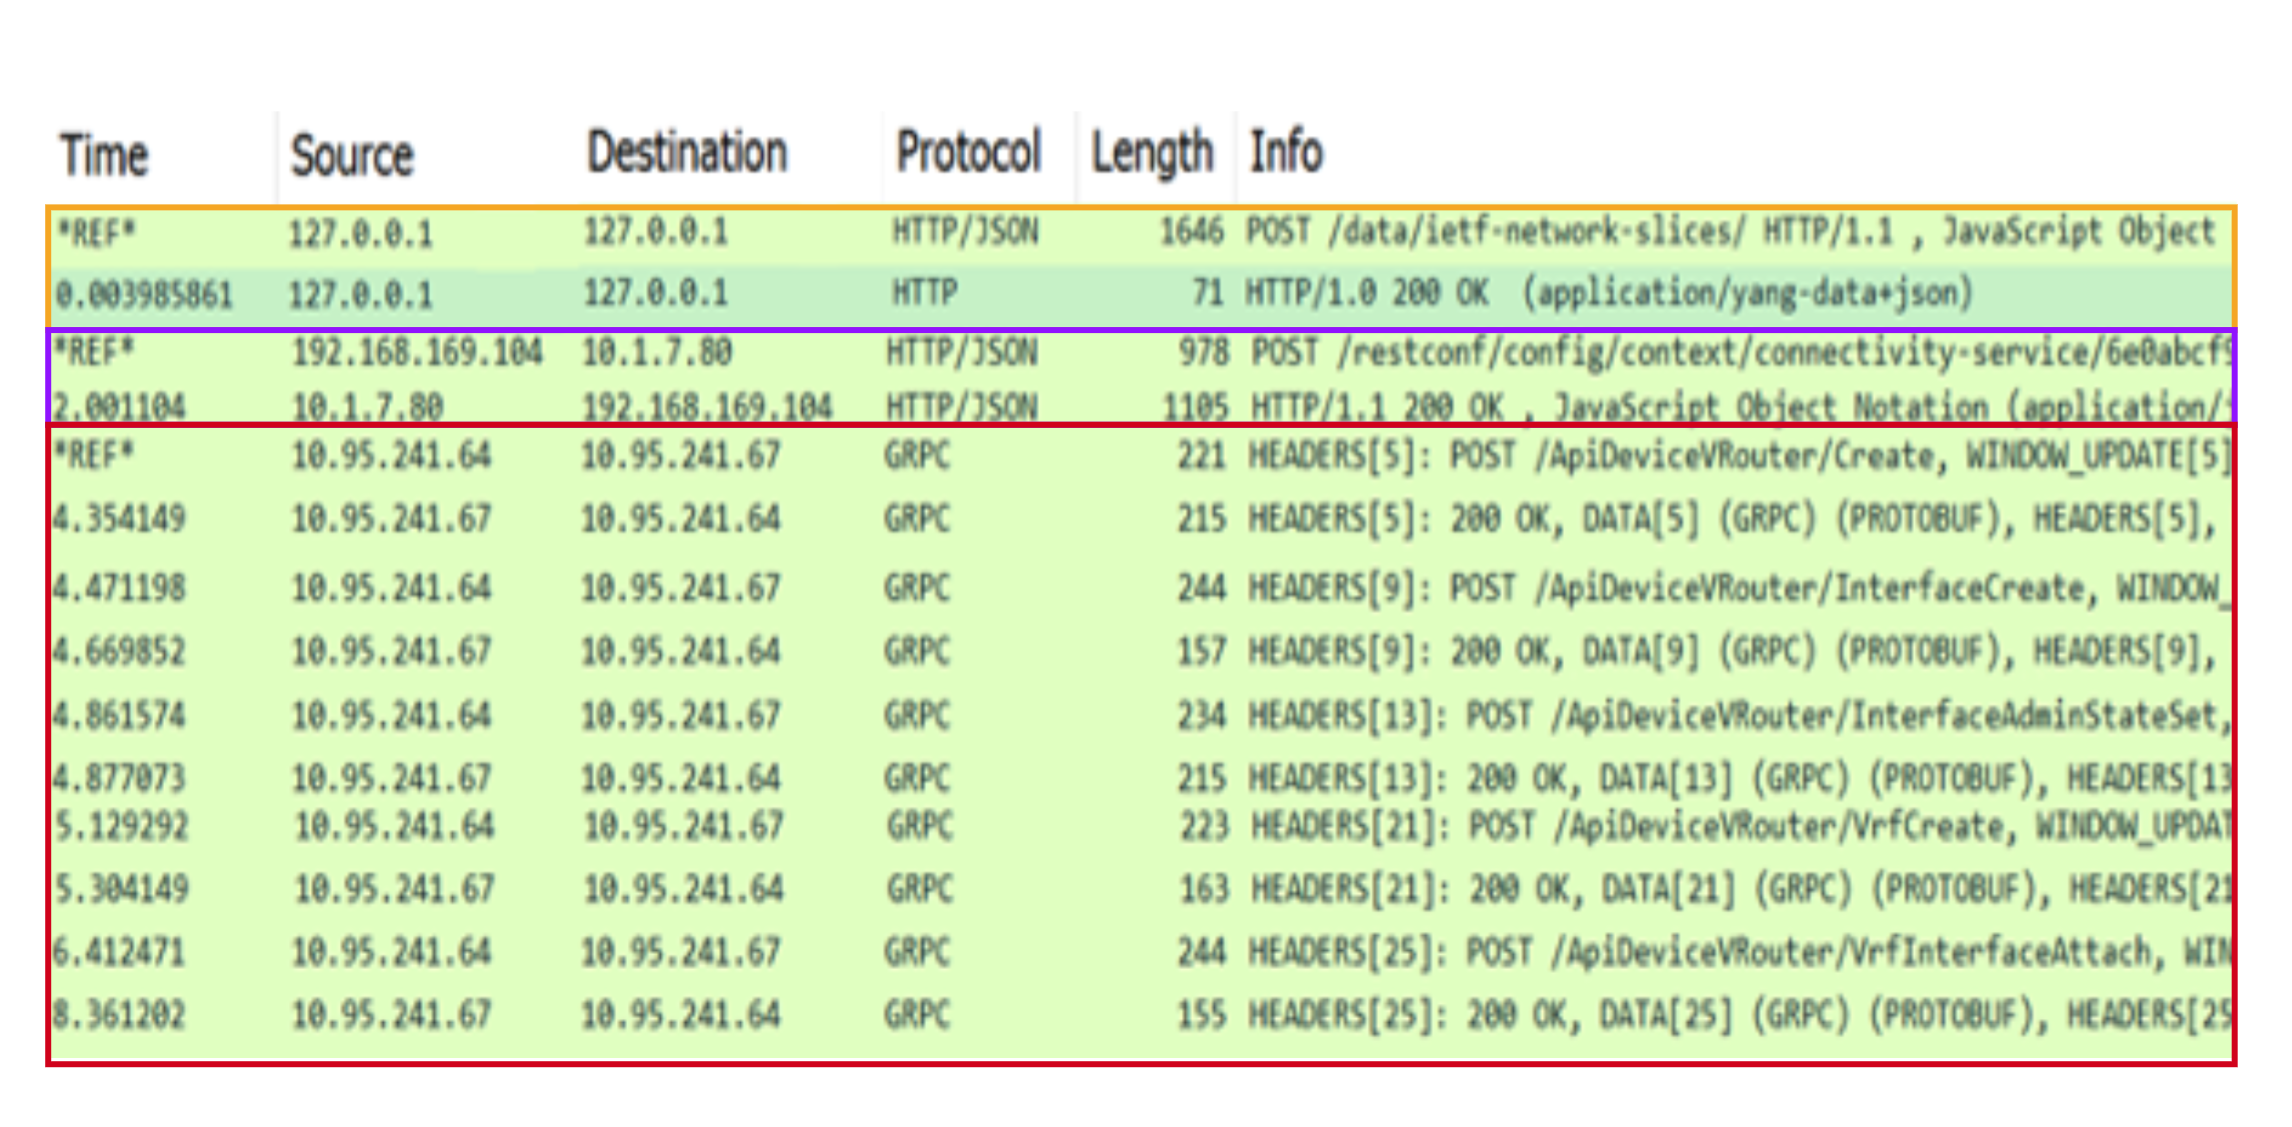 Time Source Destination Protocol Length Info
*REF* 127.0.0.1 127.0.0.1 HTTP/JSON 1646 POST /data/ietf-network-slices/ HTTP/1.1 , JavaScript Object
0.003985861 127.0.0.1 127.0.0.1 HTTP 71 HTTP/1.0 200 OK (application/yang-data+json)
*REF* 192.168.169.104 10.1.7.80 HTTP/JSON 978 POST /restconf/config/context/connectivity-service/6e0abcf9
2.001104 10.1.7.80 192.168.169.104 HTTP/JSON 1105 HTTP/1.1 200 OK , JavaScript Object Notation (application/
*REF* 10.95.241.64 10.95.241.67 GRPC 221 HEADERS[5]: POST /ApiDeviceVRouter/Create, WINDOW_UPDATE[5]
4.354149 10.95.241.67 10.95.241.64 GRPC 215 HEADERS[5]: 200 OK, DATA[5] (GRPC) (PROTOBUF), HEADERS[5],
4.471198 10.95.241.64 10.95.241.67 GRPC 244 HEADERS[9]: POST /ApiDeviceVRouter/InterfaceCreate, WINDOW_
4.669852 10.95.241.67 10.95.241.64 GRPC 157 HEADERS[9]: 200 OK, DATA[9] (GRPC) (PROTOBUF), HEADERS[9],
4.861574 10.95.241.64 10.95.241.67 GRPC 234 HEADERS[13]: POST /ApiDeviceVRouter/InterfaceAdminStateSet,
4.877073 10.95.241.67 10.95.241.64 GRPC 215 HEADERS[13]: 200 OK, DATA[13] (GRPC) (PROTOBUF), HEADERS[13
5.129292 10.95.241.64 10.95.241.67 GRPC 223 HEADERS[21]: POST /ApiDeviceVRouter/VrfCreate, WINDOW_UPDAT
5.304149 10.95.241.67 10.95.241.64 GRPC 163 HEADERS[21]: 200 OK, DATA[21] (GRPC) (PROTOBUF), HEADERS[21
6.412471 10.95.241.64 10.95.241.67 GRPC 244 HEADERS[25]: POST /ApiDeviceVRouter/VrfInterfaceAttach, WIN
8.361202 10.95.241.67 10.95.241.64 GRPC 155 HEADERS[25]: 200 OK, DATA[25] (GRPC) (PROTOBUF), HEADERS[25